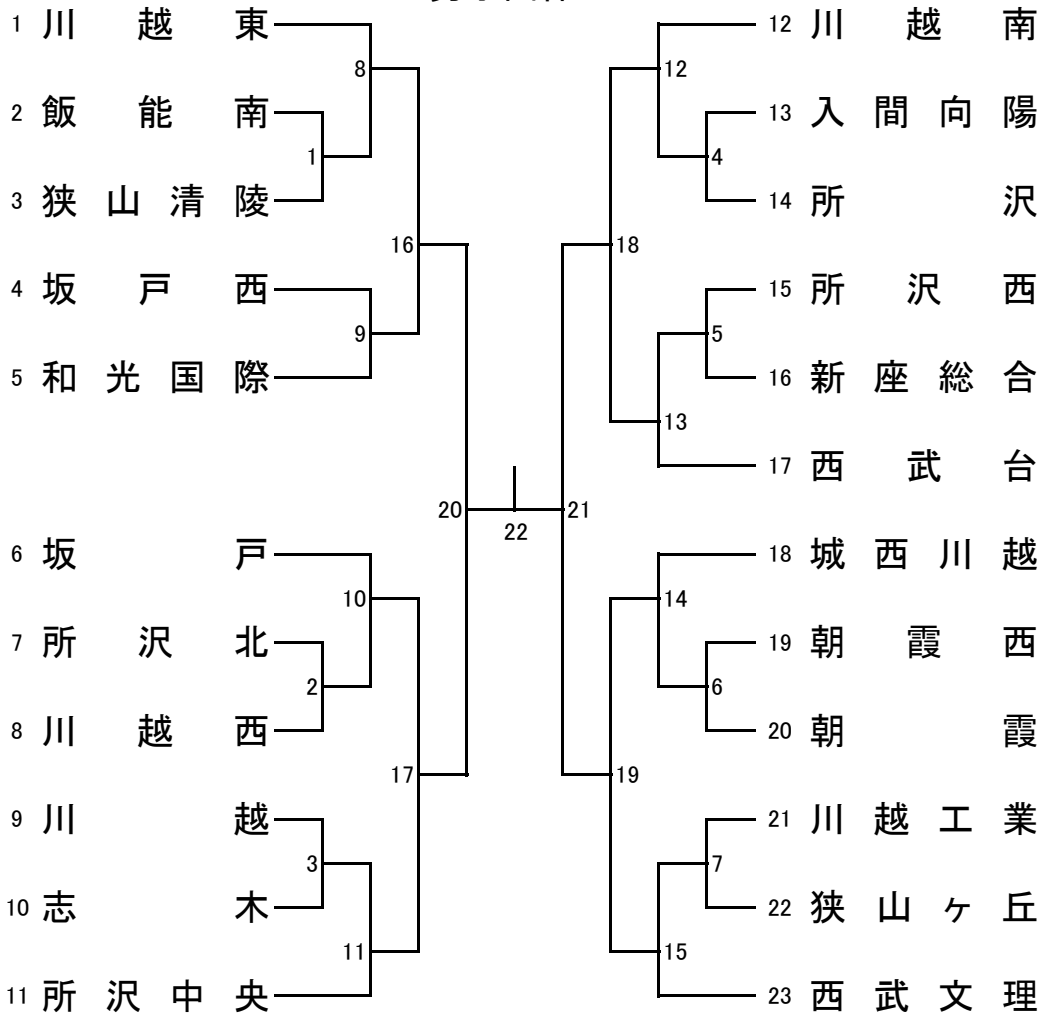 1 川越東
2 飯能南
3 狭山清陵
4 坂戸西
5 和光国際
6 坂戸
7 所沢北
8 川越西
9 川越
10 志木
11 所沢中央
8
1
16
9
20
10
2
17
3
11
22
12 川越南
13 入間向陽
14 所沢
15 所沢西
16 新座総合
17 西武台
18 城西川越
19 朝霞西
20 朝霞
21 川越工業
22 狭山ヶ丘
23 西武文理
12
4
18
5
13
21
14
6
19
7
15